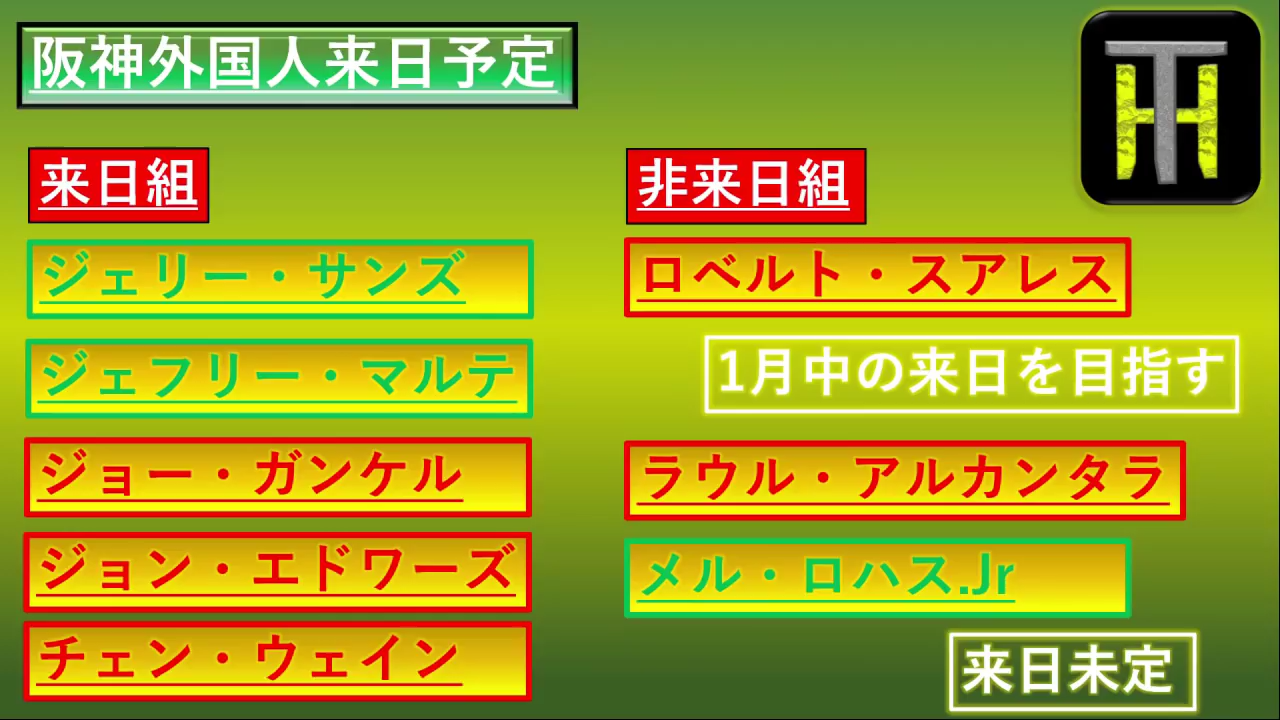 阪神外国人来日予定
来日組
ジェリー・サンズ
ジェフリー・マルテ
ジョー・ガンケル
ジョン・エドワーズ
チェン・ウェイン
非来日組
ロベルト・スアレス
1月中の来日を目指す
ラウル・アルカンタラ
メル・ロハス.Jr
来日未定
TH